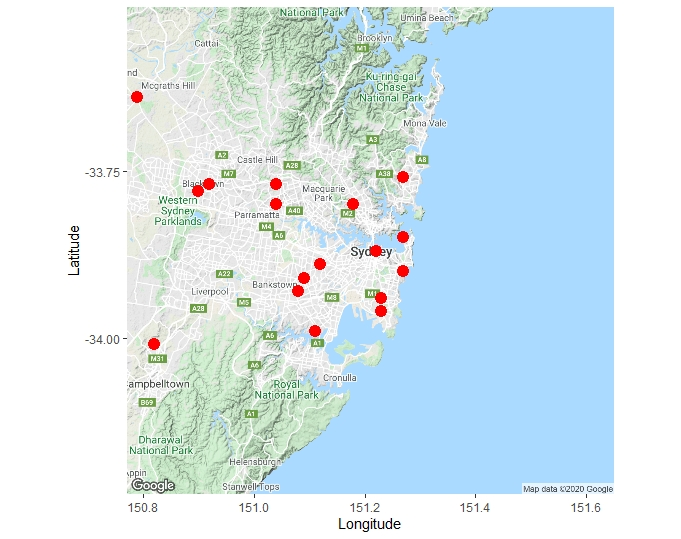 National Park
Umina Beach
Cattai
Brooklyn
M1
nd
Mcgraths Hill
Ku-ring-gai
Chase
National Park
Mona Vale
A3
A2
Castle Hill
A28
A8
M7
A38
Macquarie
Park
Western
Sydney
Parklands
Parramatta
A40
M2
M4
A6
A22
Bankstown
Liverpool
M5
M8
M1
A28
A6
A1
M31
A6
Cronulla
ampbelltown
Royal
National Park
B69
A1
Dharawal
National Park
Helensburgh
ppin
Stanwell Tops
Google
Map data ©2020 Google
-33.75
-34.00
150.8
151.0
151.2
151.4
151.6
Longitude
Latitude